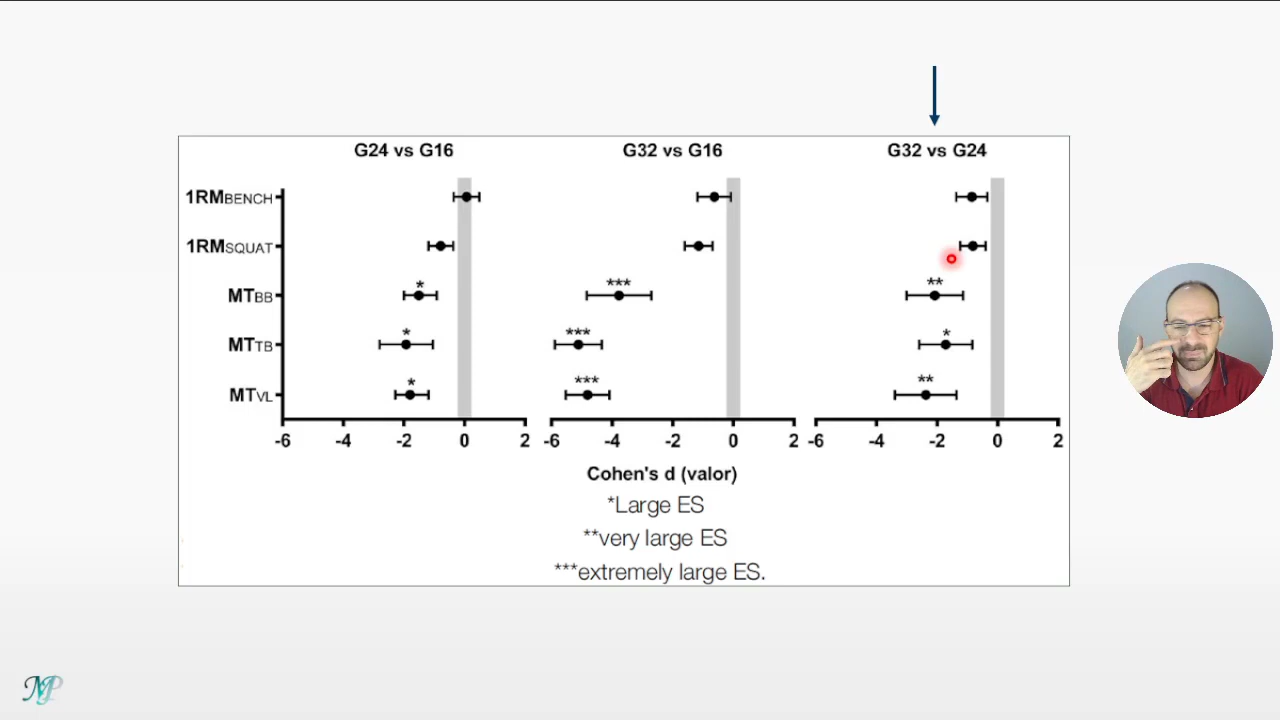 G24 vs G16 G32 vs G16 G32 vs G24
1RMBENCH
1RMSQUAT
* *** **
MTBB
* *** *
MTTB
* *** **
MTVL
-6 -4 -2 0 2 -6 -4 -2 0 2 -6 -4 -2 0 2
Cohen's d (valor)
*Large ES
**very large ES
***extremely large ES.
MP